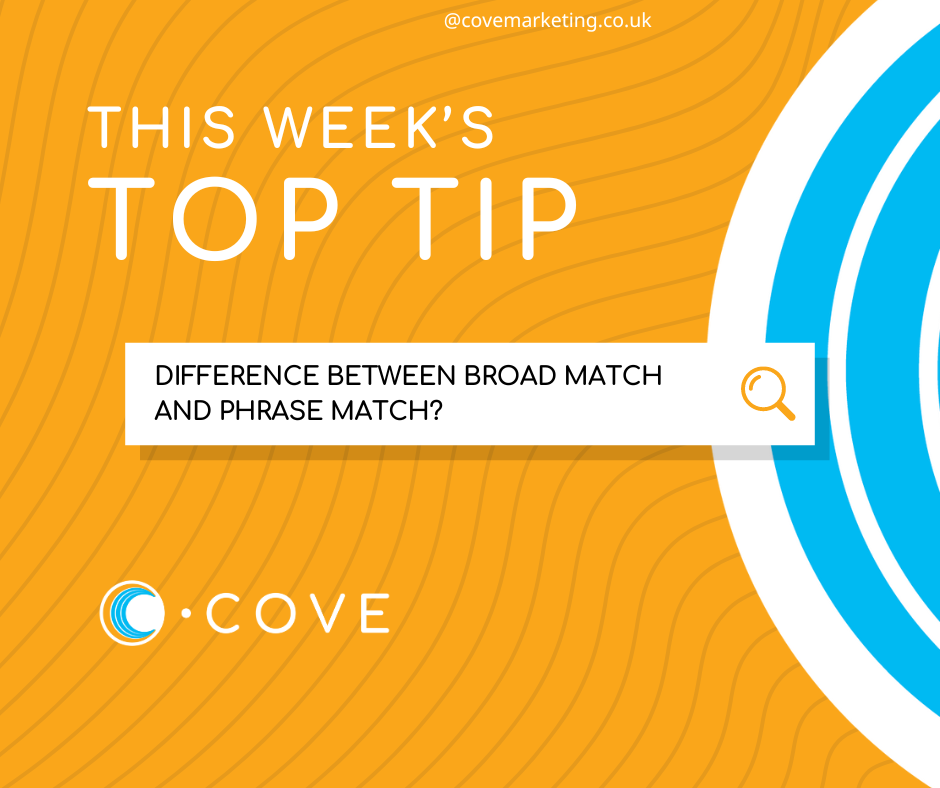 @covemarketing.co.uk
THIS WEEK'S
TOP TIP
DIFFERENCE BETWEEN BROAD MATCH
AND PHRASE MATCH?
COVE